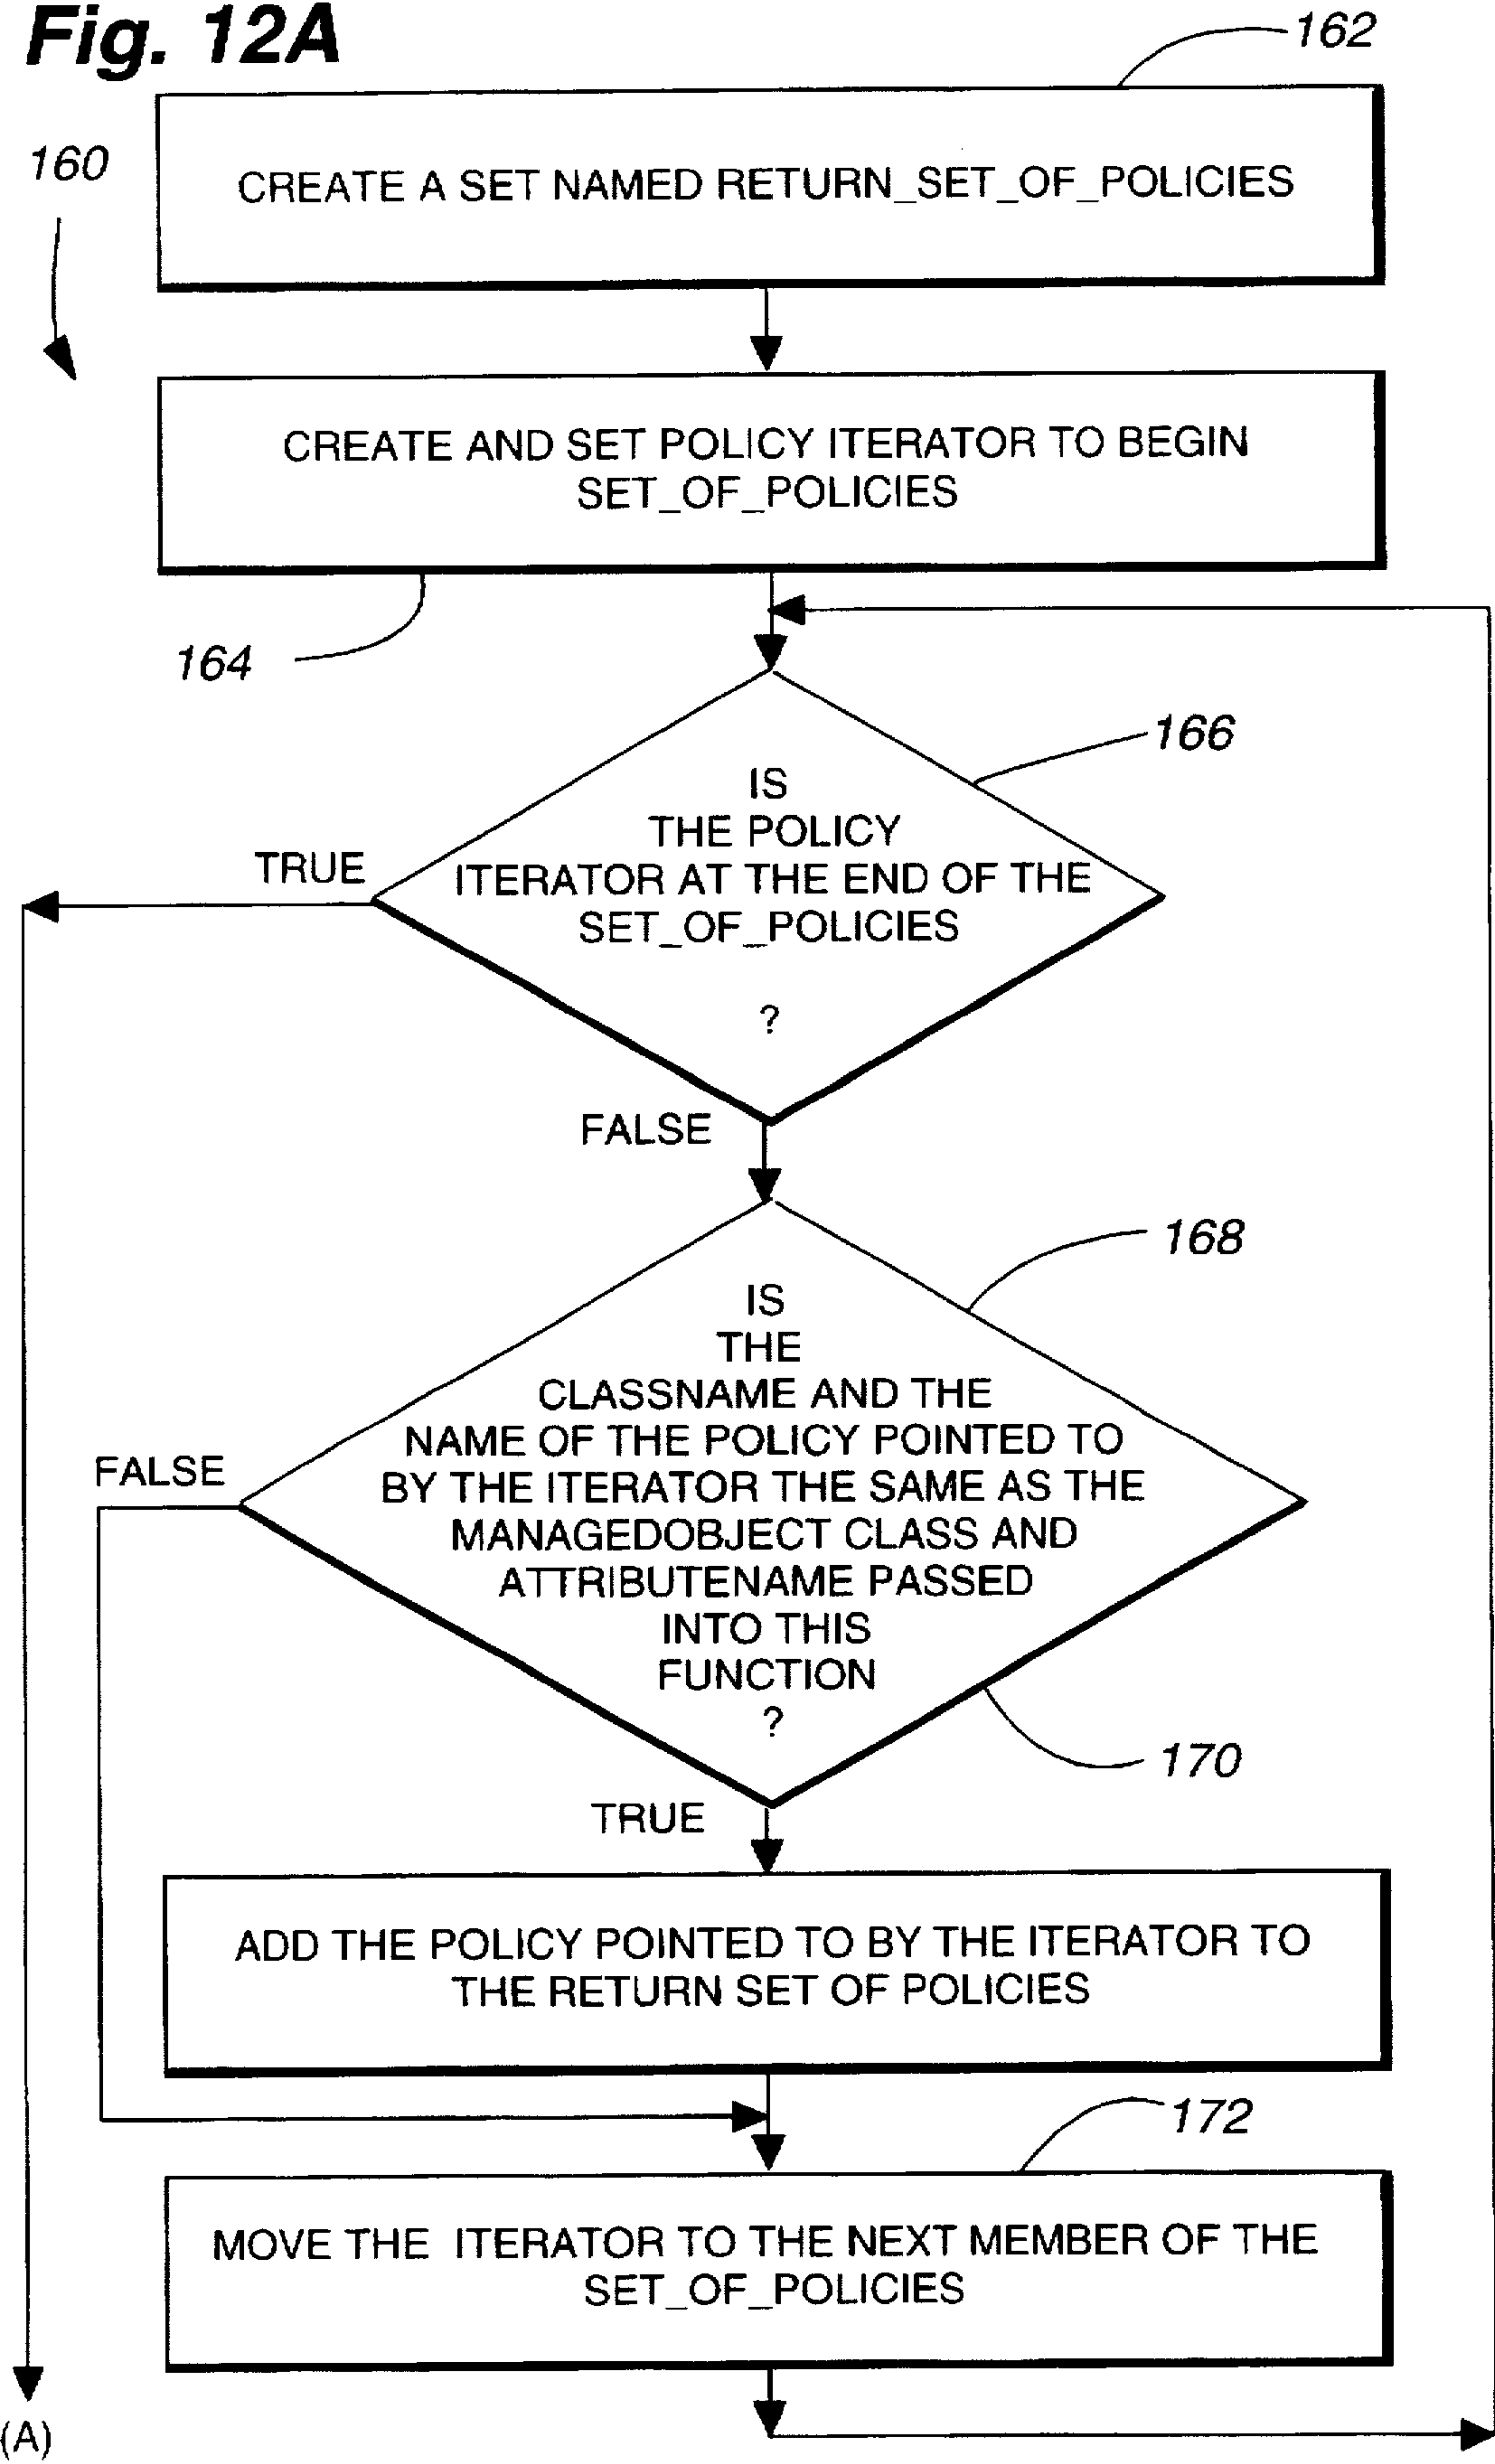 Fig. 12A
162
160
CREATE A SET NAMED RETURN_SET_OF_POLICIES
CREATE AND SET POLICY ITERATOR TO BEGIN
SET_OF_POLICIES
164
166
IS
THE POLICY
ITERATOR AT THE END OF THE
SET_OF_POLICIES
?
TRUE
FALSE
168
IS
THE
CLASSNAME AND THE
NAME OF THE POLICY POINTED TO
BY THE ITERATOR THE SAME AS THE
MANAGEDOBJECT CLASS AND
ATTRIBUTENAME PASSED
INTO THIS
FUNCTION
?
FALSE
170
TRUE
ADD THE POLICY POINTED TO BY THE ITERATOR TO
THE RETURN SET OF POLICIES
172
MOVE THE ITERATOR TO THE NEXT MEMBER OF THE
SET_OF_POLICIES
(A)